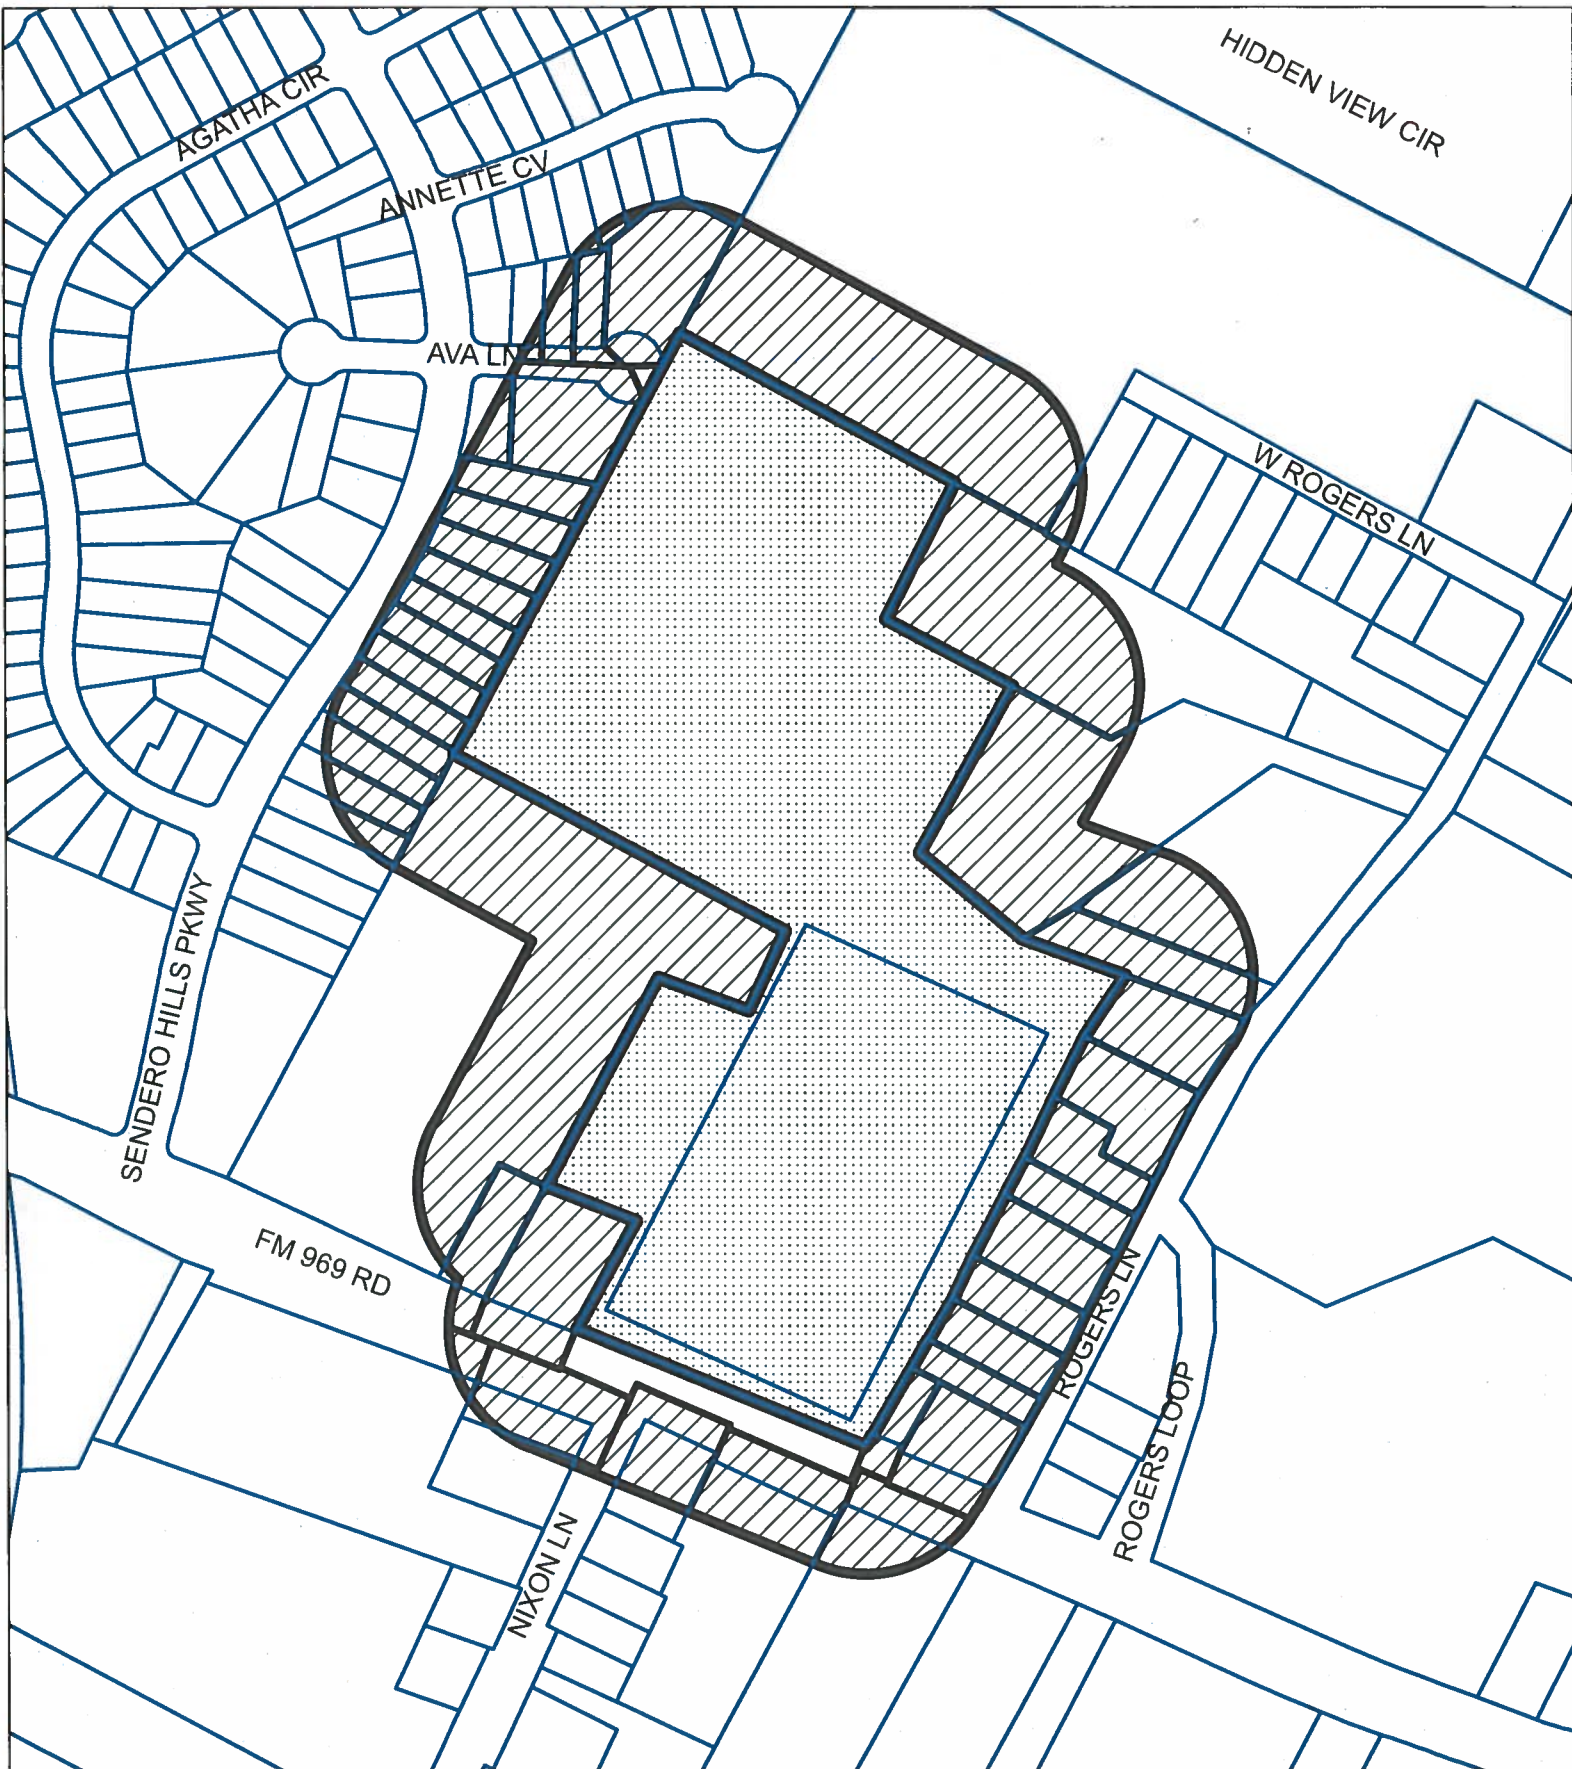 HIDDEN VIEW CIR
AGATHA CIR
ANNETTE CV
AVA LN
W ROGERS LN
SENDERO HILLS PKWY
FM 969 RD
ROGERS LN
ROGERS LOOP
NIXON LN